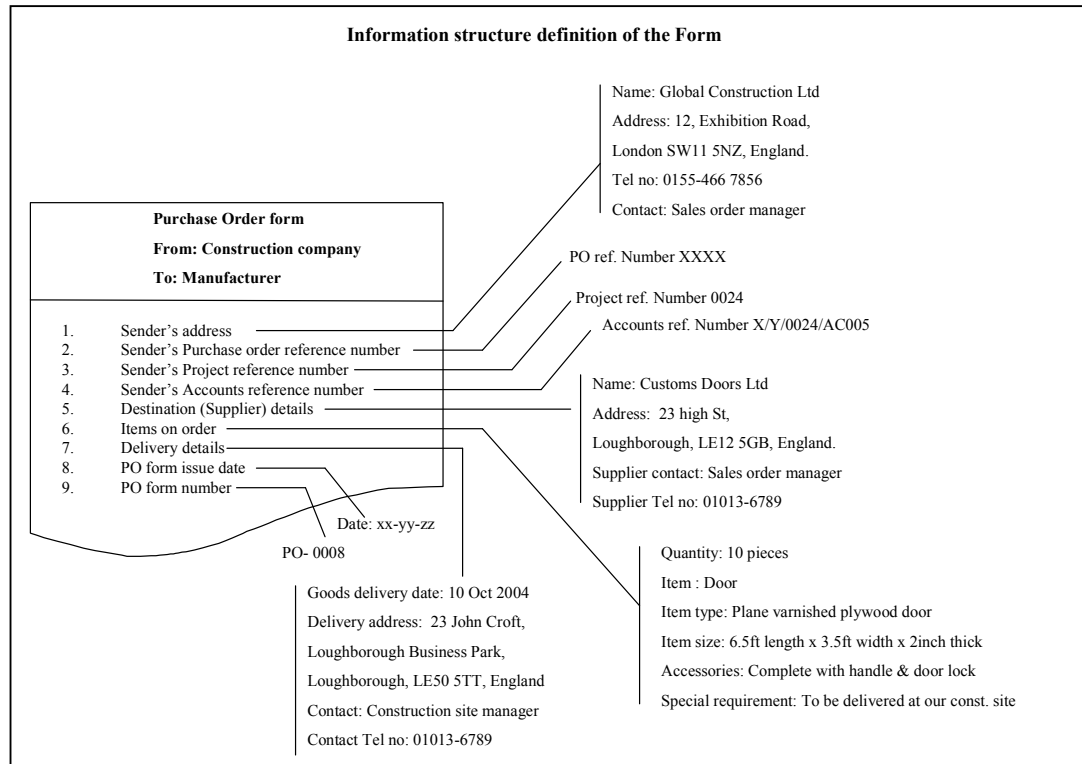 Information structure definition of the Form
Name: Global Construction Ltd
Address: 12, Exhibition Road,
London SW11 5NZ, England.
Tel no: 0155-466 7856
Contact: Sales order manager
Purchase Order form
From: Construction company
To: Manufacturer
PO ref. Number XXXX
Project ref. Number 0024
Accounts ref. Number X/Y/0024/AC005
1. Sender's address
2. Sender's Purchase order reference number
3. Sender's Project reference number
4. Sender's Accounts reference number
5. Destination (Supplier) details
6. Items on order
7. Delivery details
8. PO form issue date
9. PO form number
Name: Customs Doors Ltd
Address: 23 high St,
Loughborough, LE12 5GB, England.
Supplier contact: Sales order manager
Supplier Tel no: 01013-6789
Date: xx-yy-zz
PO- 0008
Goods delivery date: 10 Oct 2004
Delivery address: 23 John Croft,
Loughborough Business Park,
Loughborough, LE50 5TT, England
Contact: Construction site manager
Contact Tel no: 01013-6789
Quantity: 10 pieces
Item : Door
Item type: Plane varnished plywood door
Item size: 6.5ft length x 3.5ft width x 2inch thick
Accessories: Complete with handle & door lock
Special requirement: To be delivered at our const. site